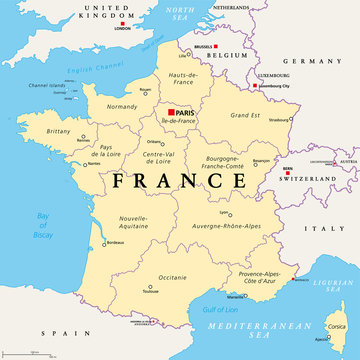 UNITED
KINGDOM
LONDON
NORTH
SEA
NETHERLANDS
BRUSSELS
BELGIUM
GERMANY
LUXEMBOURG
Luxembourg City
English Channel
Channel Islands
Lille
Hauts-de-
France
Rouen
Normandy
PARIS
Île-de-France
Grand Est
Strasbourg
Brittany
Rennes
Pays
de la Loire
Nantes
Orléans
Centre-Val
de Loire
Bourgogne-
Franche-Comté
Dijon
Besançon
BERN
SWITZERLAND
LIECHTENSTEIN
AUSTRIA
FRANCE
Bay
of
Biscay
Nouvelle-
Aquitaine
Lyon
Auvergne-Rhône-Alpes
ITALY
Bordeaux
Occitanie
Toulouse
Provence-Alpes-
Côte d'Azur
MONACO
Marseille
Gulf of Lion
LIGURIAN
SEA
MEDITERRANEAN
SEA
Corsica
Ajaccio
ANDORRA
SPAIN